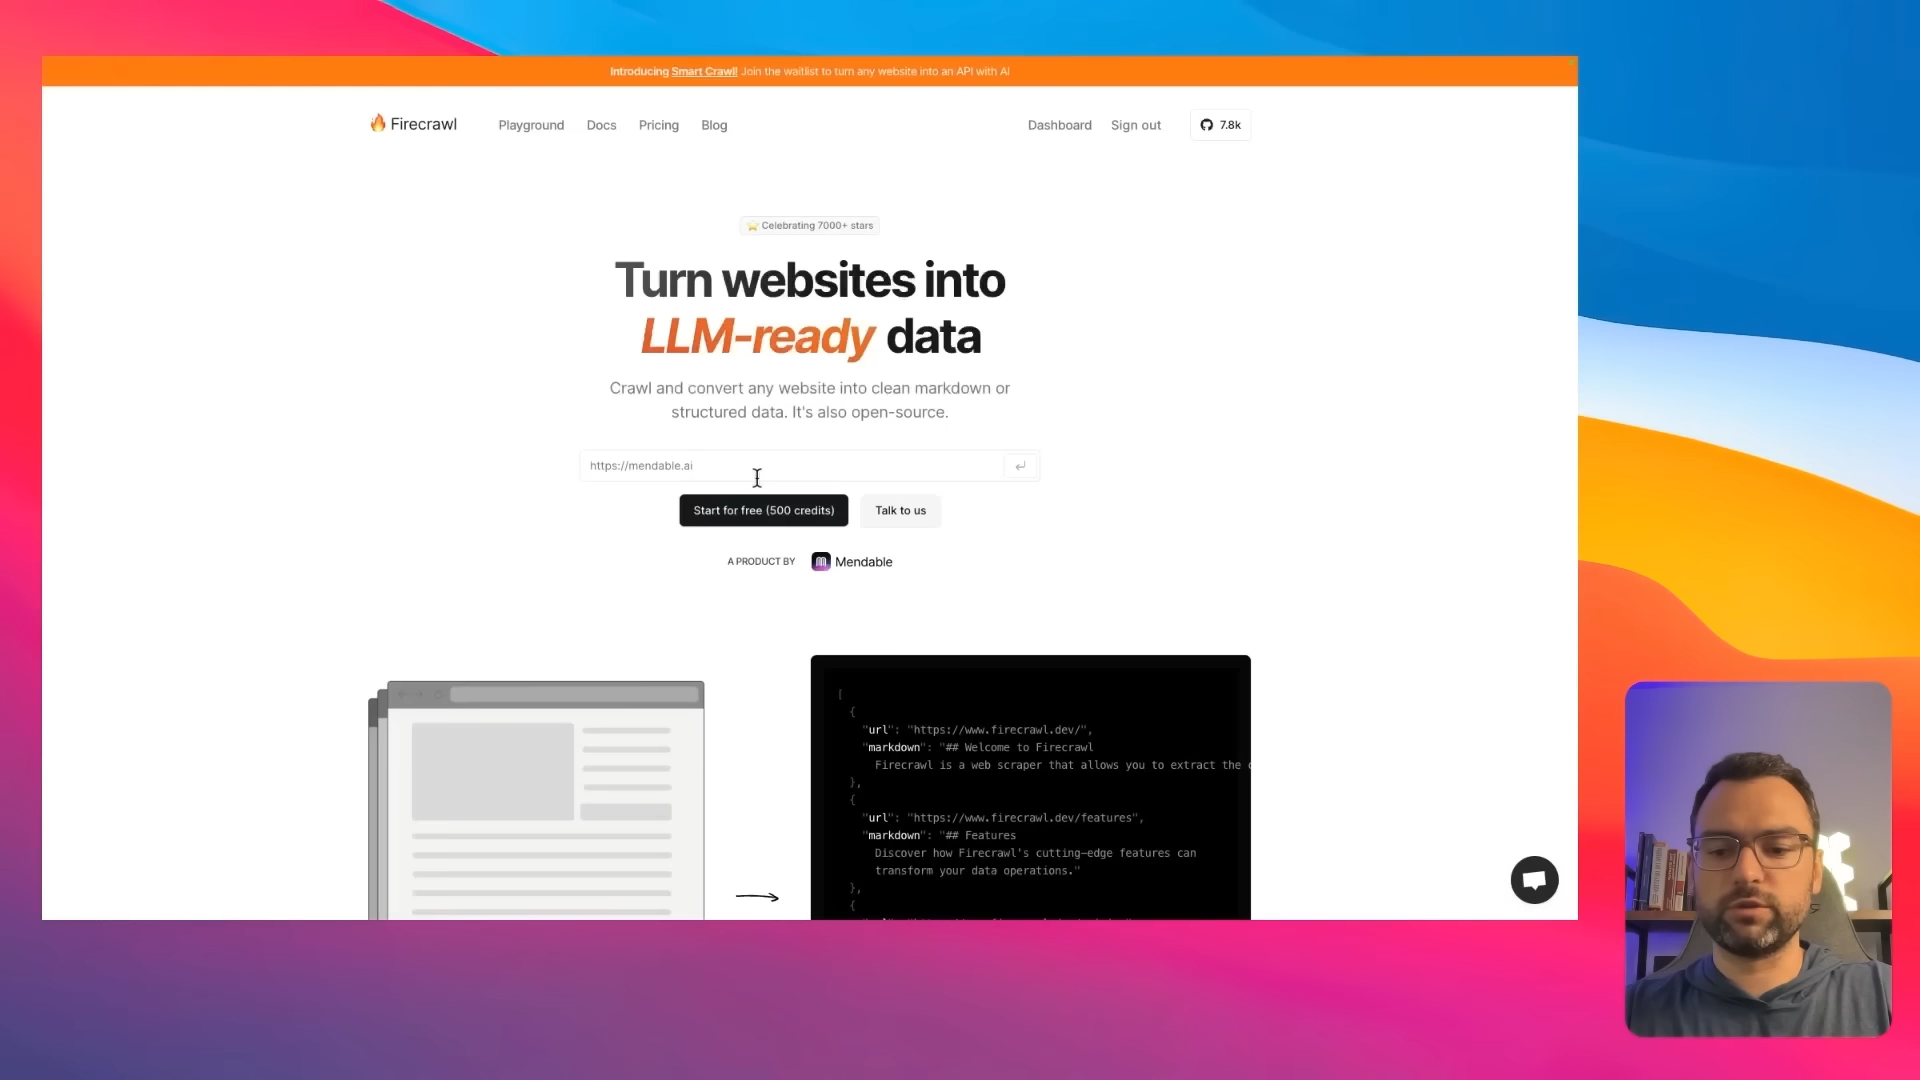 Introducing Smart Crawl! Join the waitlist to turn any website into an API with AI
Firecrawl Playground Docs Pricing Blog Dashboard Sign out 7.8k
Celebrating 7000+ stars
Turn websites into
LLM-ready data
Crawl and convert any website into clean markdown or
structured data. It's also open-source.
https://mendable.ai
Start for free (500 credits) Talk to us
A PRODUCT BY Mendable
[
{
"url": "https://www.firecrawl.dev/",
"markdown": "## Welcome to Firecrawl
Firecrawl is a web scraper that allows you to extract the
},
{
"url": "https://www.firecrawl.dev/features",
"markdown": "## Features
Discover how Firecrawl's cutting-edge features can
transform your data operations."
},
{